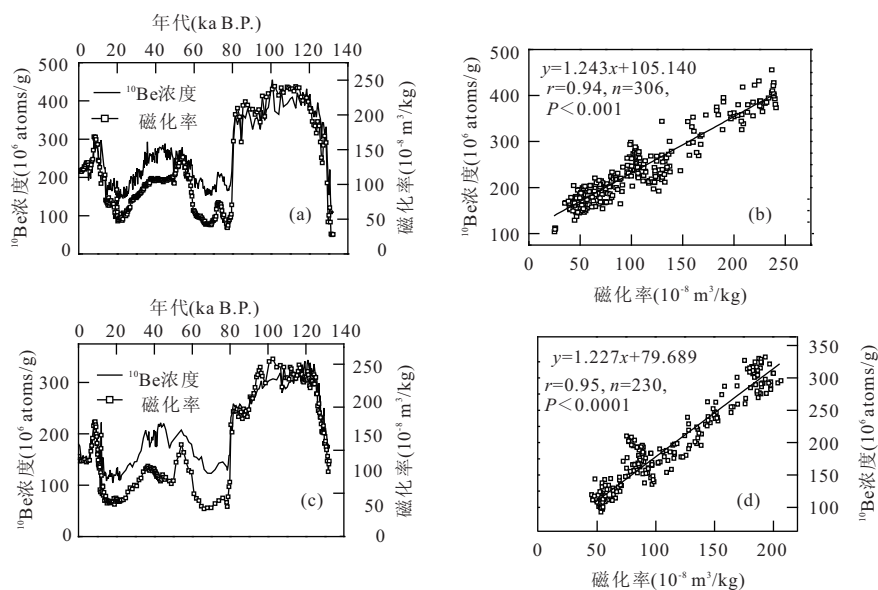 年代(ka B.P.)
0 20 40 60 80 100 120 140
¹⁰Be浓度(10⁶ atoms/g)
500
400
300
200
100
0
¹⁰Be浓度
磁化率
(a)
250
200
150
100
50
0
磁化率(10⁻⁸ m³/kg)
¹⁰Be浓度(10⁶ atoms/g)
500
400
300
200
100
y=1.243x+105.140
r=0.94, n=306,
P＜0.001
(b)
0 50 100 150 200 250
磁化率(10⁻⁸ m³/kg)
年代(ka B.P.)
0 20 40 60 80 100 120 140
¹⁰Be浓度(10⁶ atoms/g)
300
200
100
0
¹⁰Be浓度
磁化率
(c)
250
200
150
100
50
0
磁化率(10⁻⁸ m³/kg)
y=1.227x+79.689
r=0.95, n=230,
P＜0.0001
(d)
350
300
250
200
150
100
¹⁰Be浓度(10⁶ atoms/g)
0 50 100 150 200
磁化率(10⁻⁸ m³/kg)